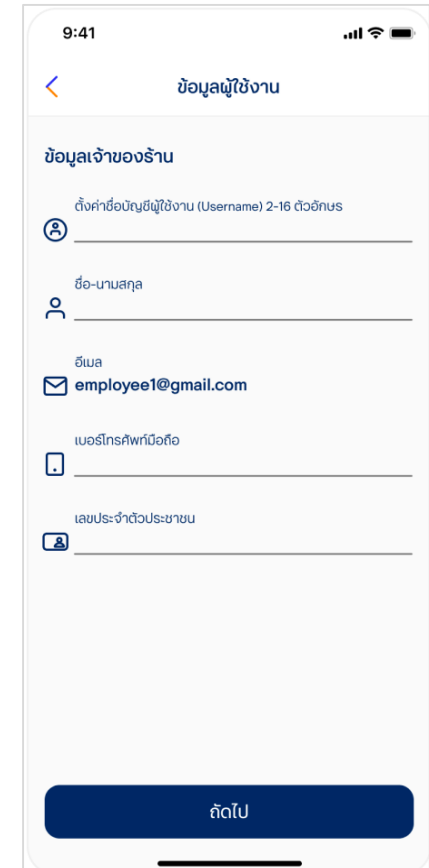 9:41
ข้อมูลผู้ใช้งาน
ข้อมูลเจ้าของร้าน
ตั้งค่าชื่อบัญชีผู้ใช้งาน (Username) 2-16 ตัวอักษร
ชื่อ-นามสกุล
อีเมล
employee1@gmail.com
เบอร์โทรศัพท์มือถือ
เลขประจำตัวประชาชน
ถัดไป